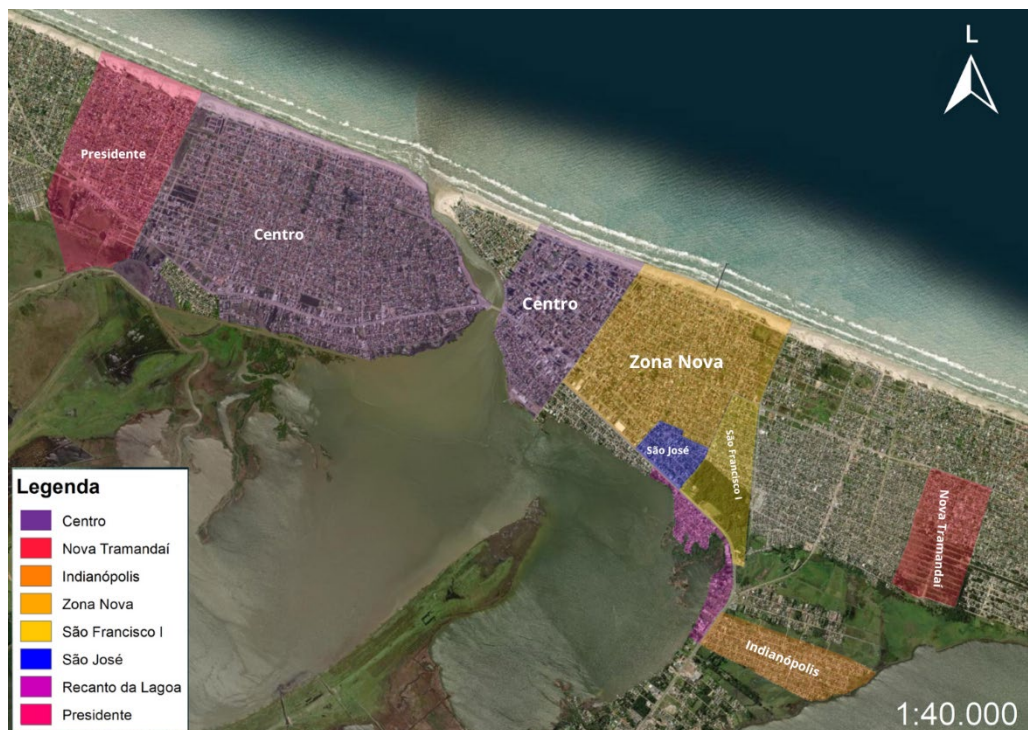 L
Presidente
Centro
Centro
Zona Nova
São José
São Francisco I
Nova Tramandaí
Indianópolis
Legenda
Centro
Nova Tramandaí
Indianópolis
Zona Nova
São Francisco I
São José
Recanto da Lagoa
Presidente
1:40.000